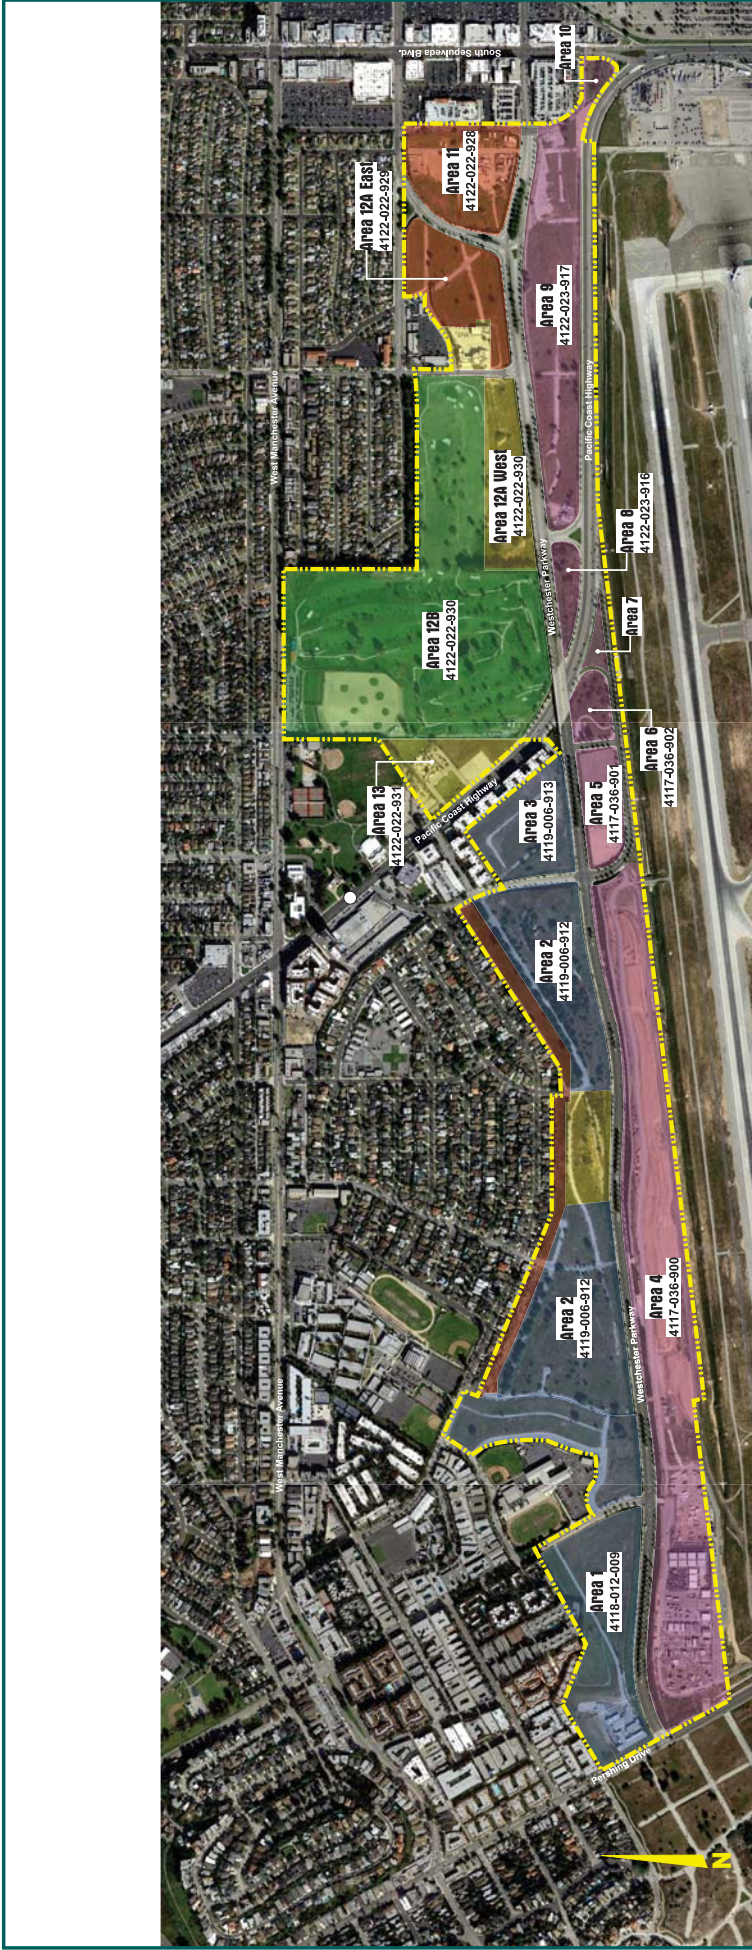 South Sepulveda Blvd.
Area 10
Area 11
4122-022-928
Area 12A East
4122-022-929
Area 9
4122-023-917
Pacific Coast Highway
West Manchester Avenue
Area 12A West
4122-022-930
Westchester Parkway
Area 8
4122-023-916
Area 7
Area 12B
4122-022-930
Area 6
4117-036-902
Area 13
4122-022-931
Pacific Coast Highway
Area 3
4119-006-913
Area 5
4117-036-901
Area 2
4119-006-912
Area 2
4119-006-912
Area 4
4117-036-900
Westchester Parkway
West Manchester Avenue
Area 1
4118-012-009
Pershing Drive
N